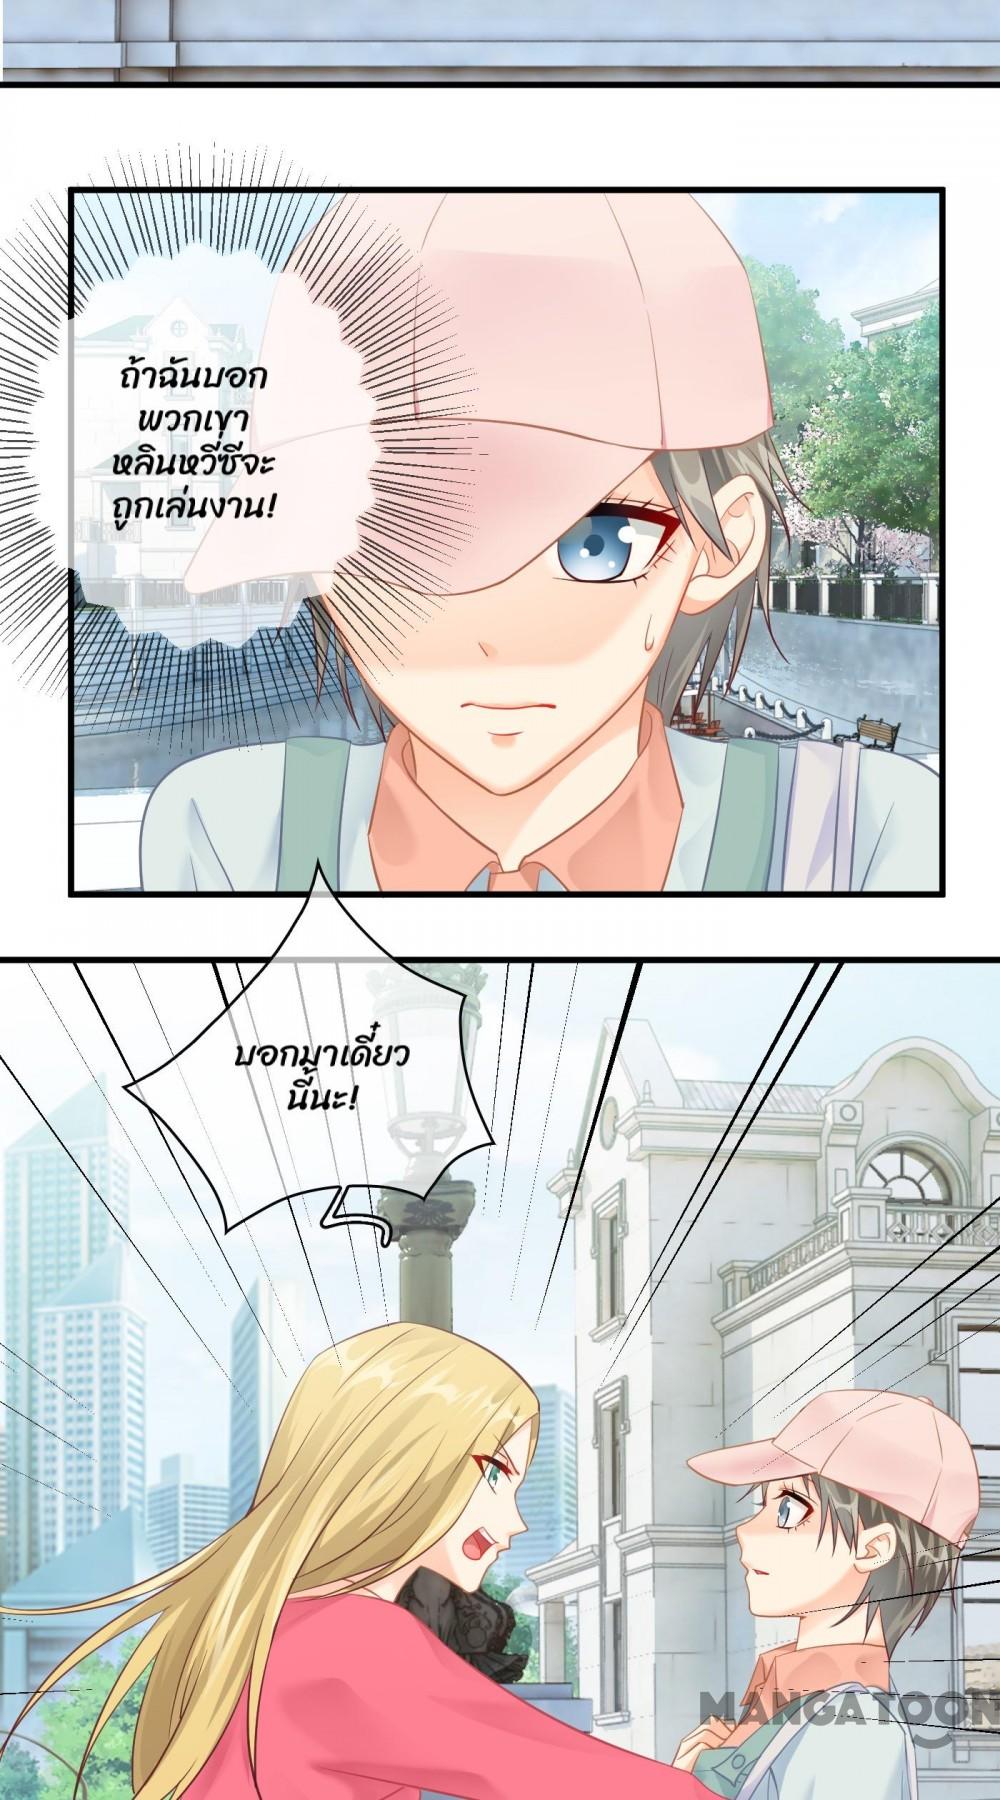 ถ้าฉันบอก
พวกเขา
หลินหวี่ซีจะ
ถูกเล่นงาน!
บอกมาเดี๋ยว
นี้นะ!
MANGATOON